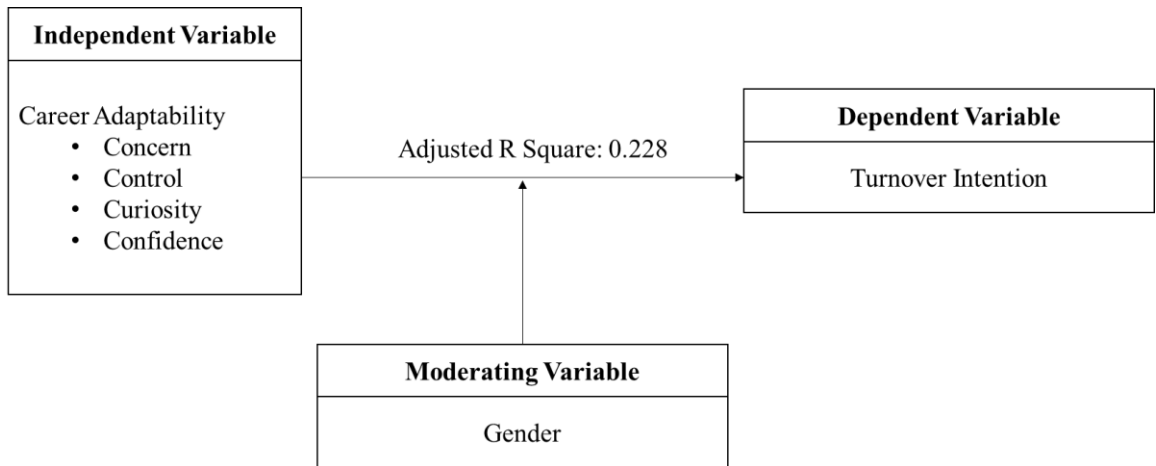 Independent Variable
Career Adaptability
• Concern
• Control
• Curiosity
• Confidence
Adjusted R Square: 0.228
Dependent Variable
Turnover Intention
Moderating Variable
Gender